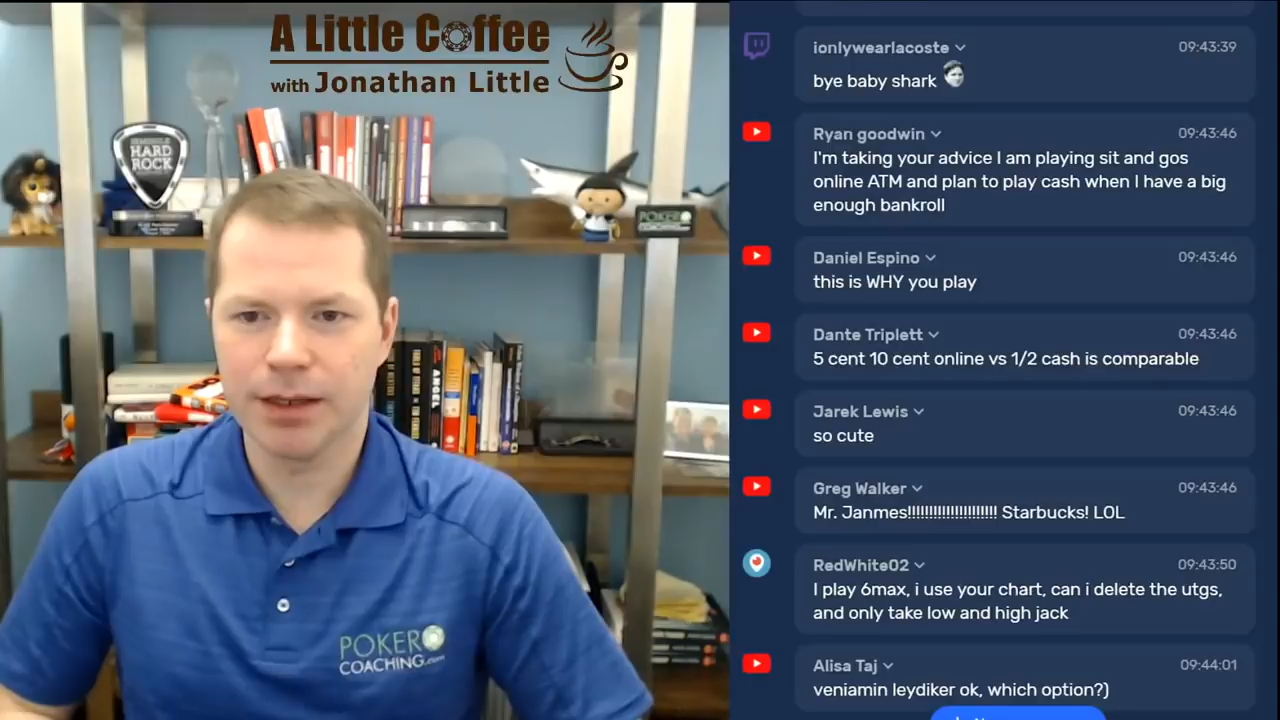 A Little Coffee
with Jonathan Little
HARD
ROCK
POKER
COACHING
ANGEL
POKER
COACHING.com
ionlywearlacoste
09:43:39
bye baby shark
Ryan goodwin
09:43:46
I'm taking your advice I am playing sit and gos
online ATM and plan to play cash when I have a big
enough bankroll
Daniel Espino
09:43:46
this is WHY you play
Dante Triplett
09:43:46
5 cent 10 cent online vs 1/2 cash is comparable
Jarek Lewis
09:43:46
so cute
Greg Walker
09:43:46
Mr. Janmes!!!!!!!!!!!!!!!!!!!!! Starbucks! LOL
RedWhite02
09:43:50
I play 6max, i use your chart, can i delete the utgs,
and only take low and high jack
Alisa Taj
09:44:01
veniamin leydiker ok, which option?)